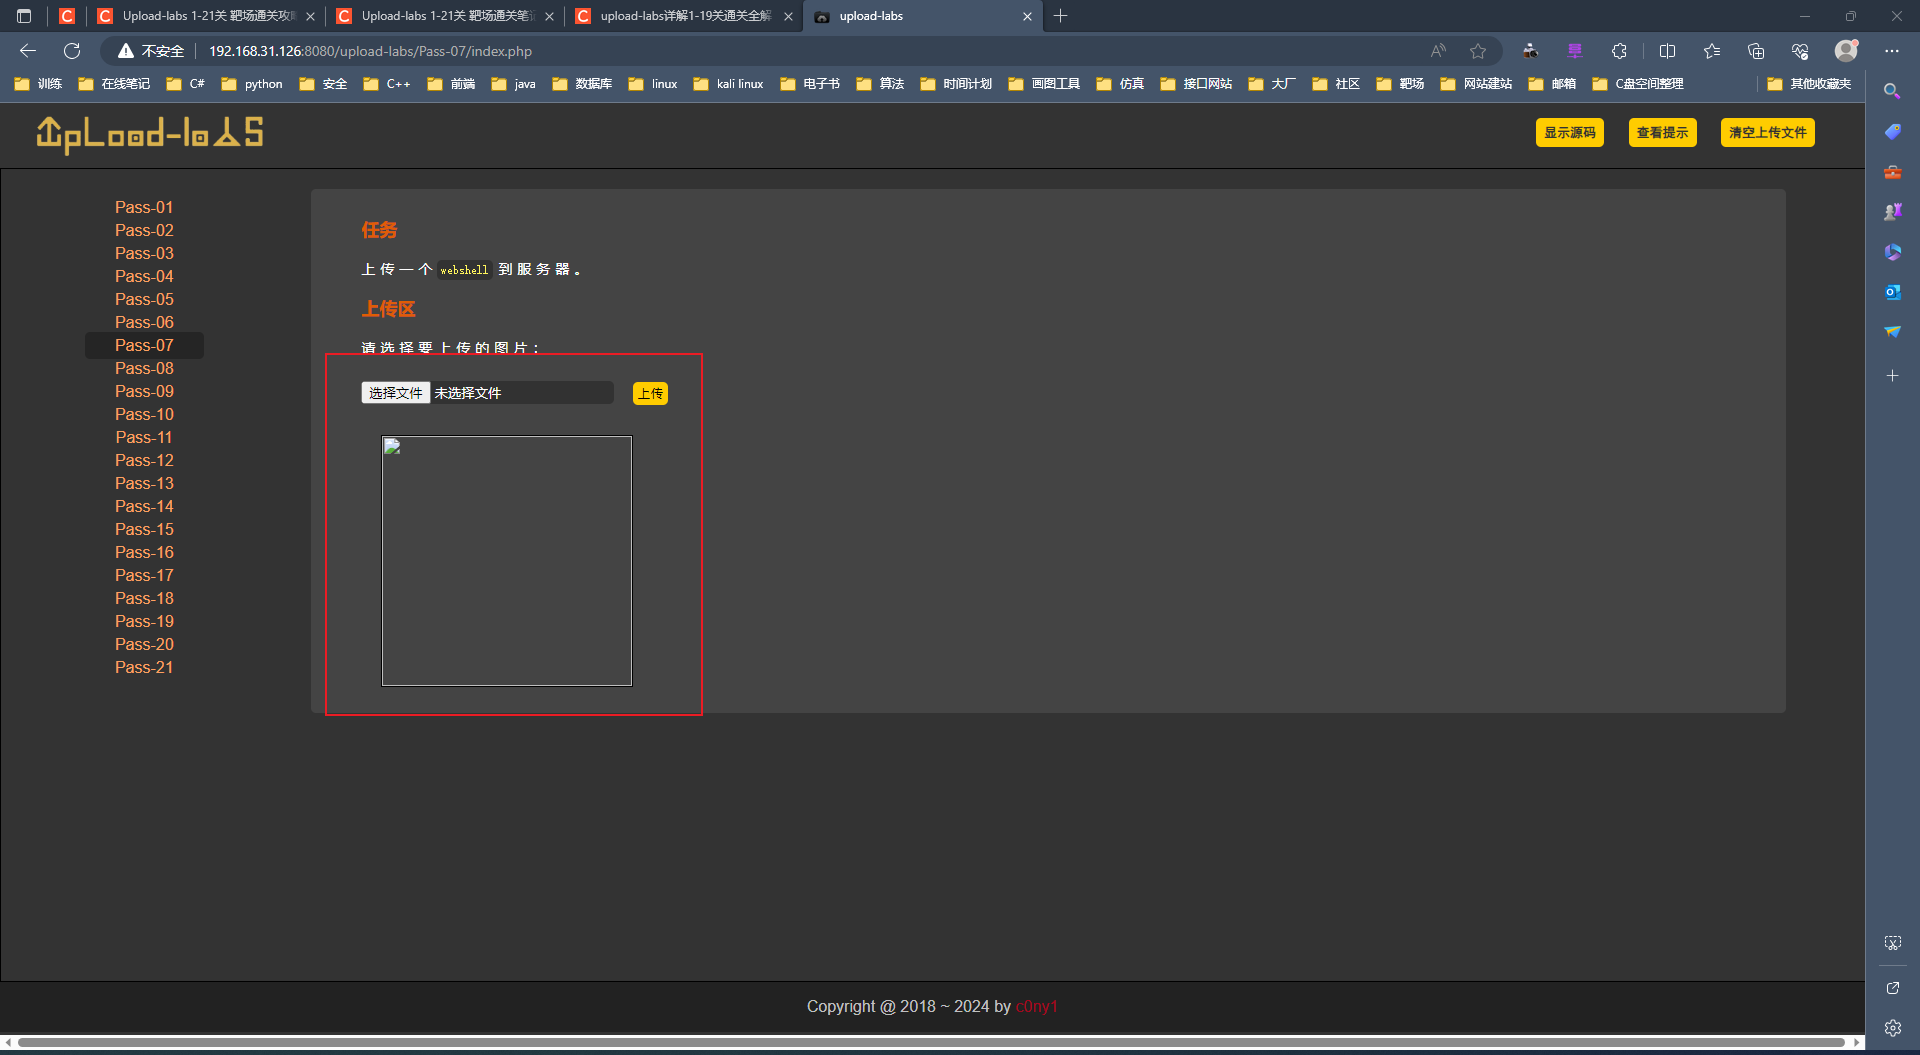 Upload-labs 1-21关 靶场通关攻
Upload-labs 1-21关 靶场通关笔
upload-labs详解1-19关通关全解
upload-labs
不安全
192.168.31.126:8080/upload-labs/Pass-07/index.php
训练 在线笔记 C# python 安全 C++ 前端 java 数据库 linux kali linux 电子书 算法 时间计划 画图工具 仿真 接口网站 大厂 社区 靶场 网站建站 邮箱 C盘空间整理 其他收藏夹
UpLoad-labS
显示源码 查看提示 清空上传文件
Pass-01
Pass-02
Pass-03
Pass-04
Pass-05
Pass-06
Pass-07
Pass-08
Pass-09
Pass-10
Pass-11
Pass-12
Pass-13
Pass-14
Pass-15
Pass-16
Pass-17
Pass-18
Pass-19
Pass-20
Pass-21
任务
上传一个 webshell 到服务器。
上传区
请选择要上传的图片：
选择文件 未选择文件 上传
Copyright @ 2018 ~ 2024 by c0ny1